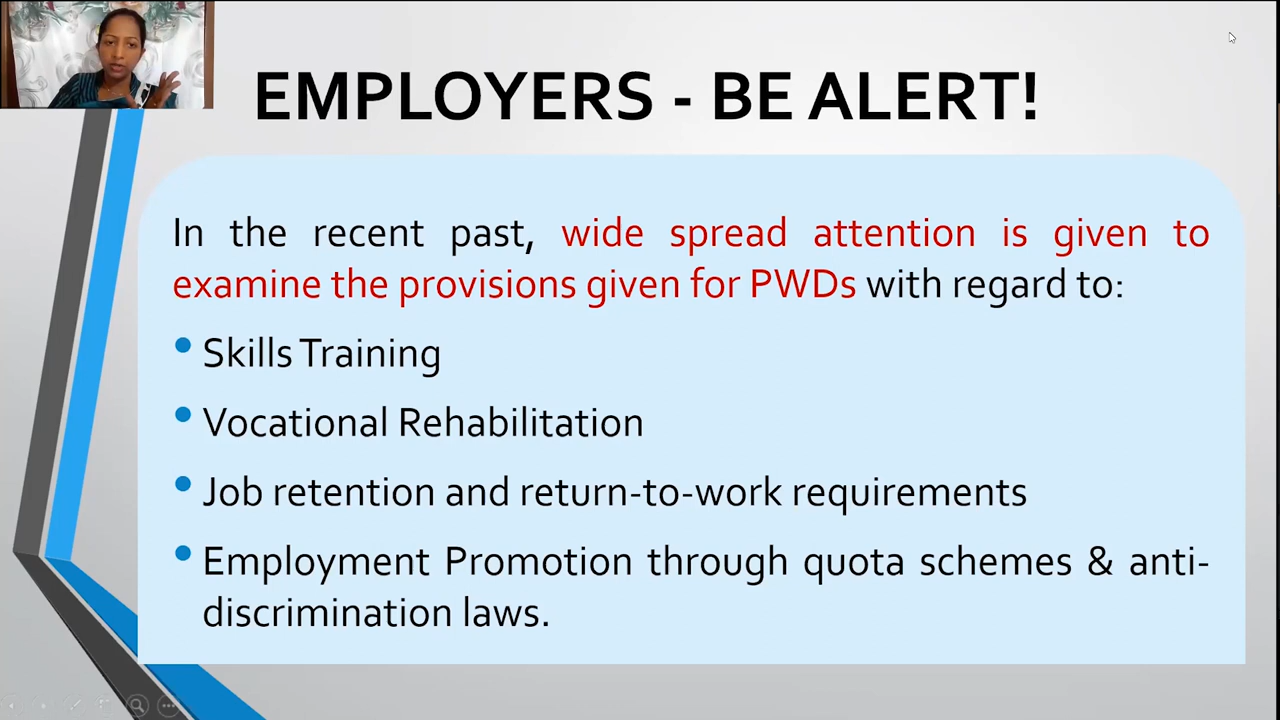 EMPLOYERS - BE ALERT!
In the recent past, wide spread attention is given to
examine the provisions given for PWDs with regard to:
• Skills Training
• Vocational Rehabilitation
• Job retention and return-to-work requirements
• Employment Promotion through quota schemes & anti-
discrimination laws.